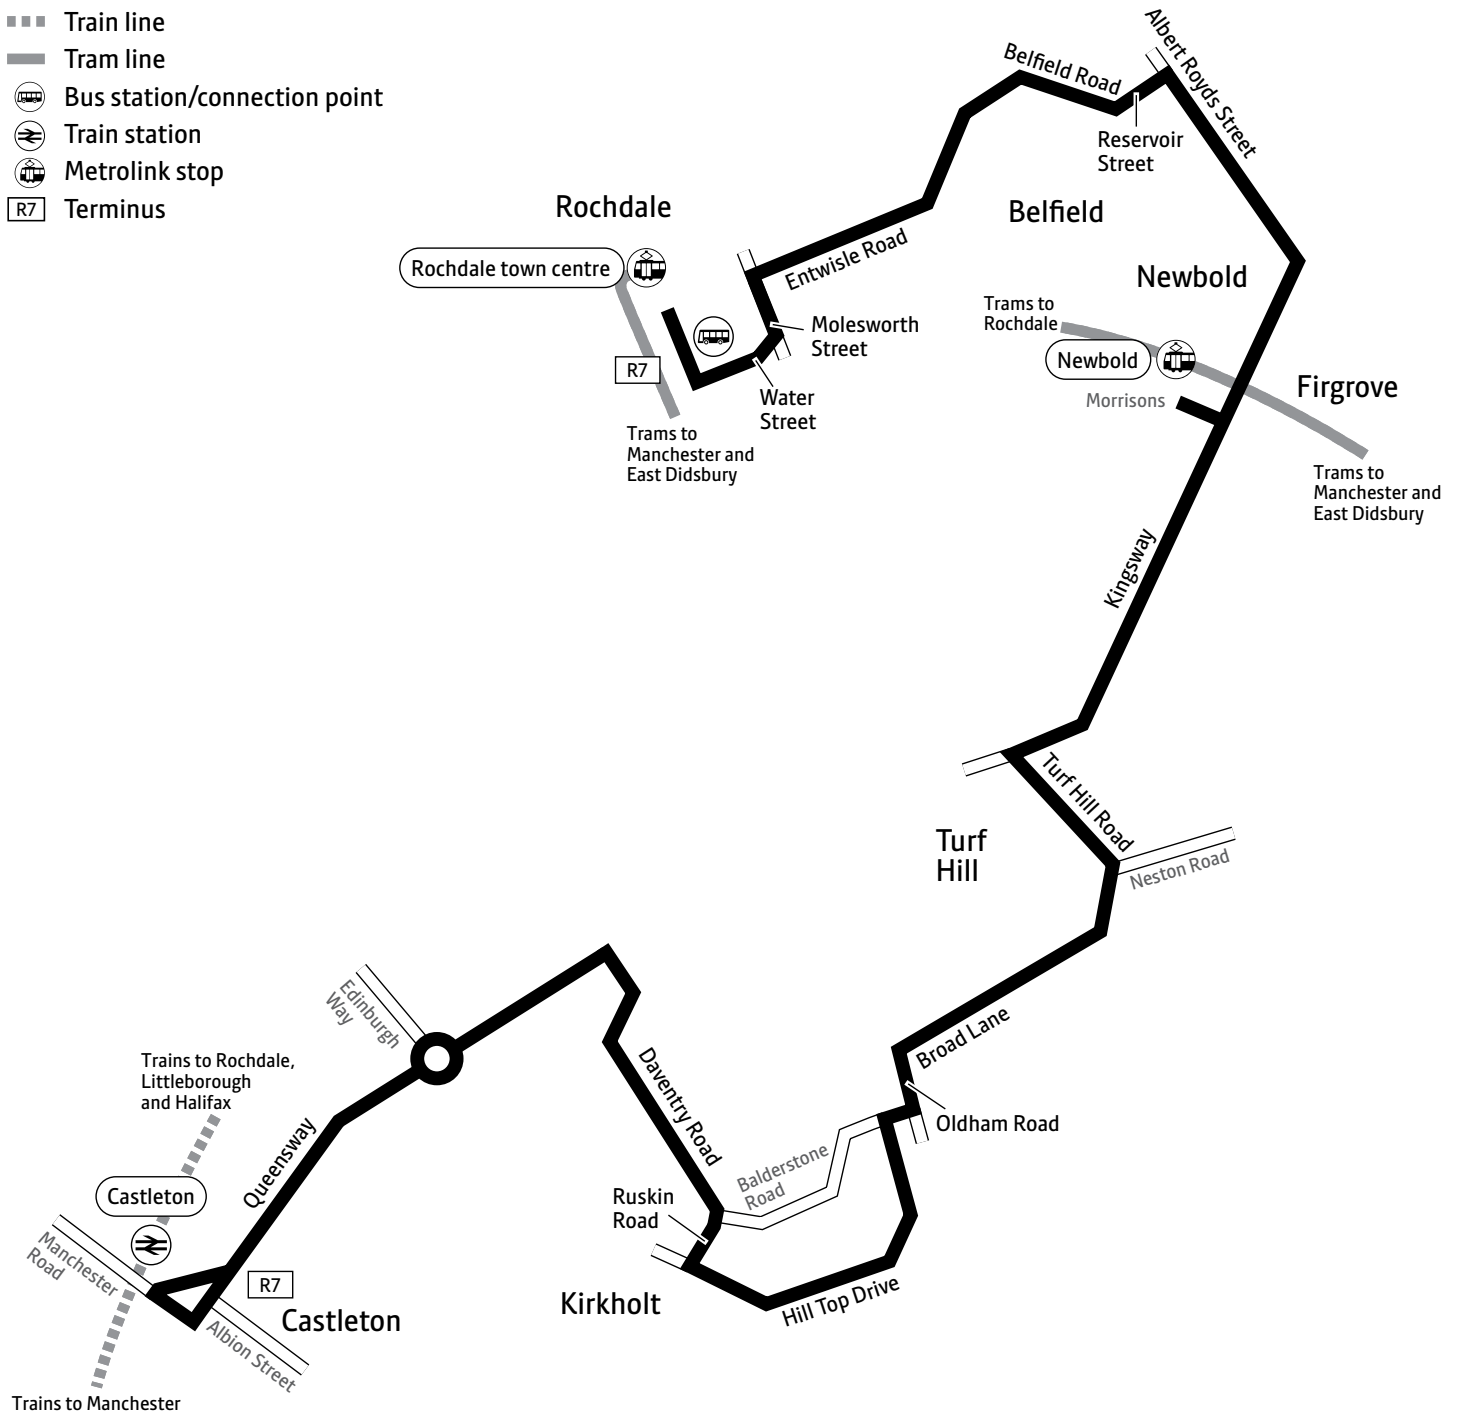 Train line
Tram line
Bus station/connection point
Train station
Metrolink stop
R7 Terminus
Albert Royds Street
Belfield Road
Reservoir
Street
Rochdale
Belfield
Rochdale town centre
Entwisle Road
Newbold
Trams to
Rochdale
Molesworth
Street
Newbold
R7
Firgrove
Morrisons
Water
Street
Trams to
Manchester and
East Didsbury
Trams to
Manchester and
East Didsbury
Kingsway
Turf Hill Road
Turf
Hill
Neston Road
Edinburgh
Way
Broad Lane
Trains to Rochdale,
Littleborough
and Halifax
Daventry Road
Oldham Road
Queensway
Balderstone
Road
Castleton
Ruskin
Road
Manchester
Road
R7
Kirkholt
Hill Top Drive
Castleton
Albion Street
Trains to Manchester